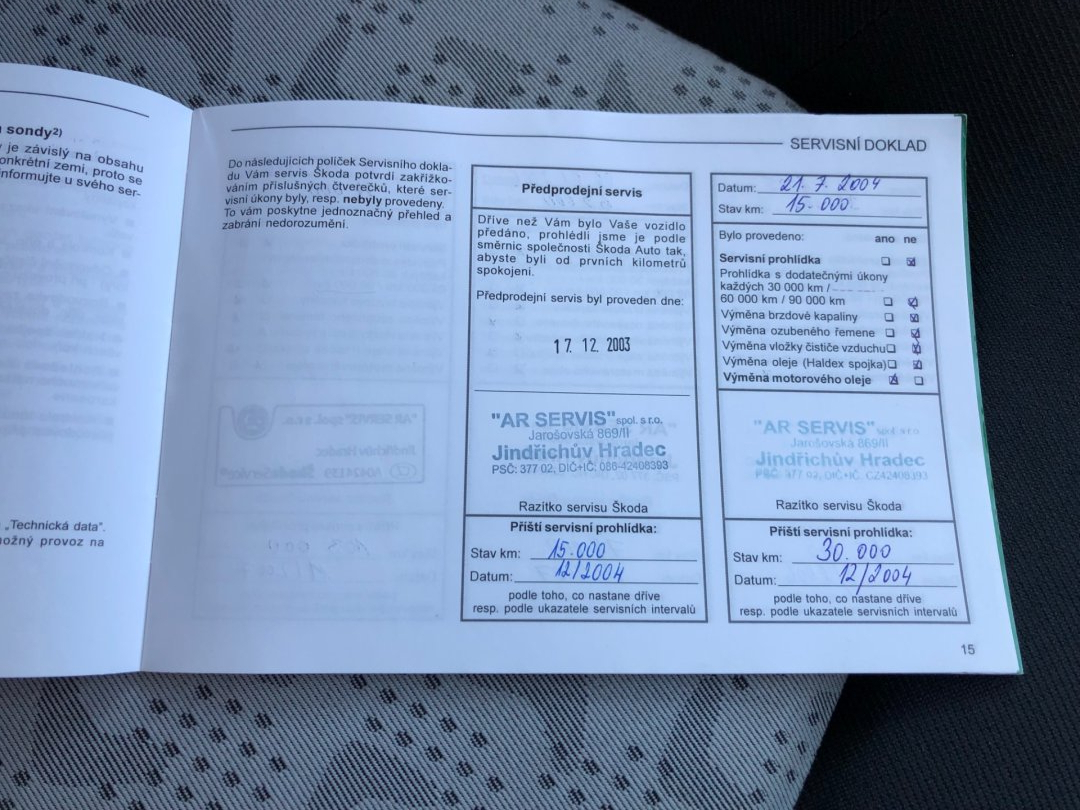 sondy2)
je závislý na obsahu
konkrétní zemi, proto se
informujte u svého ser-
„Technická data".
možný provoz na
SERVISNÍ DOKLAD
Do následujících políček Servisního dokla-
du Vám servis Škoda potvrdí zakřížko-
váním příslušných čtverečků, které ser-
visní úkony byly, resp. nebyly provedeny.
To vám poskytne jednoznačný přehled a
zabrání nedorozumění.
Předprodejní servis
Dříve než Vám bylo Vaše vozidlo
předáno, prohlédli jsme je podle
směrnic společnosti Škoda Auto tak,
abyste byli od prvních kilometrů
spokojeni.
Předprodejní servis byl proveden dne:
17. 12. 2003
"AR SERVIS" spol. s r.o.
Jarošovská 869/II
Jindřichův Hradec
PSČ: 377 02, DIČ+IČ: 086-42408393
Razítko servisu Škoda
Příští servisní prohlídka:
Stav km: 15.000
Datum: 12/2004
podle toho, co nastane dříve
resp. podle ukazatele servisních intervalů
Datum: 21. 7. 2004
Stav km: 15.000
Bylo provedeno: ano ne
Servisní prohlídka
Prohlídka s dodatečnými úkony
každých 30 000 km /
60 000 km / 90 000 km
Výměna brzdové kapaliny
Výměna ozubeného řemene
Výměna vložky čističe vzduchu
Výměna oleje (Haldex spojka)
Výměna motorového oleje
"AR SERVIS" spol. s r.o.
Jarošovská 869/II
Jindřichův Hradec
PSČ: 377 02, DIČ+IČ: CZ42408393
Razítko servisu Škoda
Příští servisní prohlídka:
Stav km: 30.000
Datum: 12/2004
podle toho, co nastane dříve
resp. podle ukazatele servisních intervalů
15